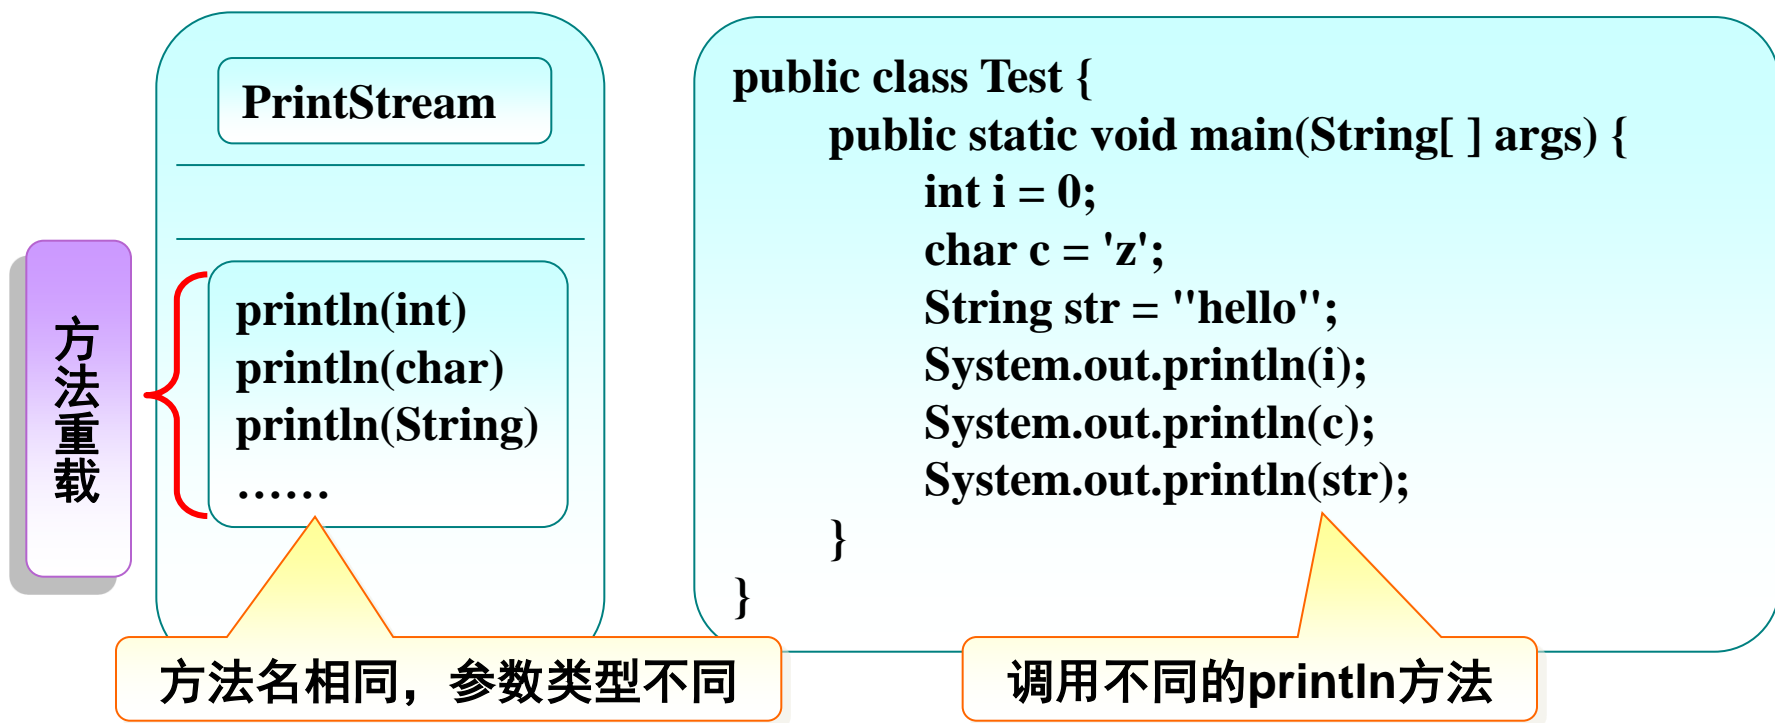 PrintStream
方法重载
println(int)
println(char)
println(String)
……
方法名相同，参数类型不同
public class Test {
public static void main(String[ ] args) {
int i = 0;
char c = 'z';
String str = "hello";
System.out.println(i);
System.out.println(c);
System.out.println(str);
}
}
调用不同的println方法